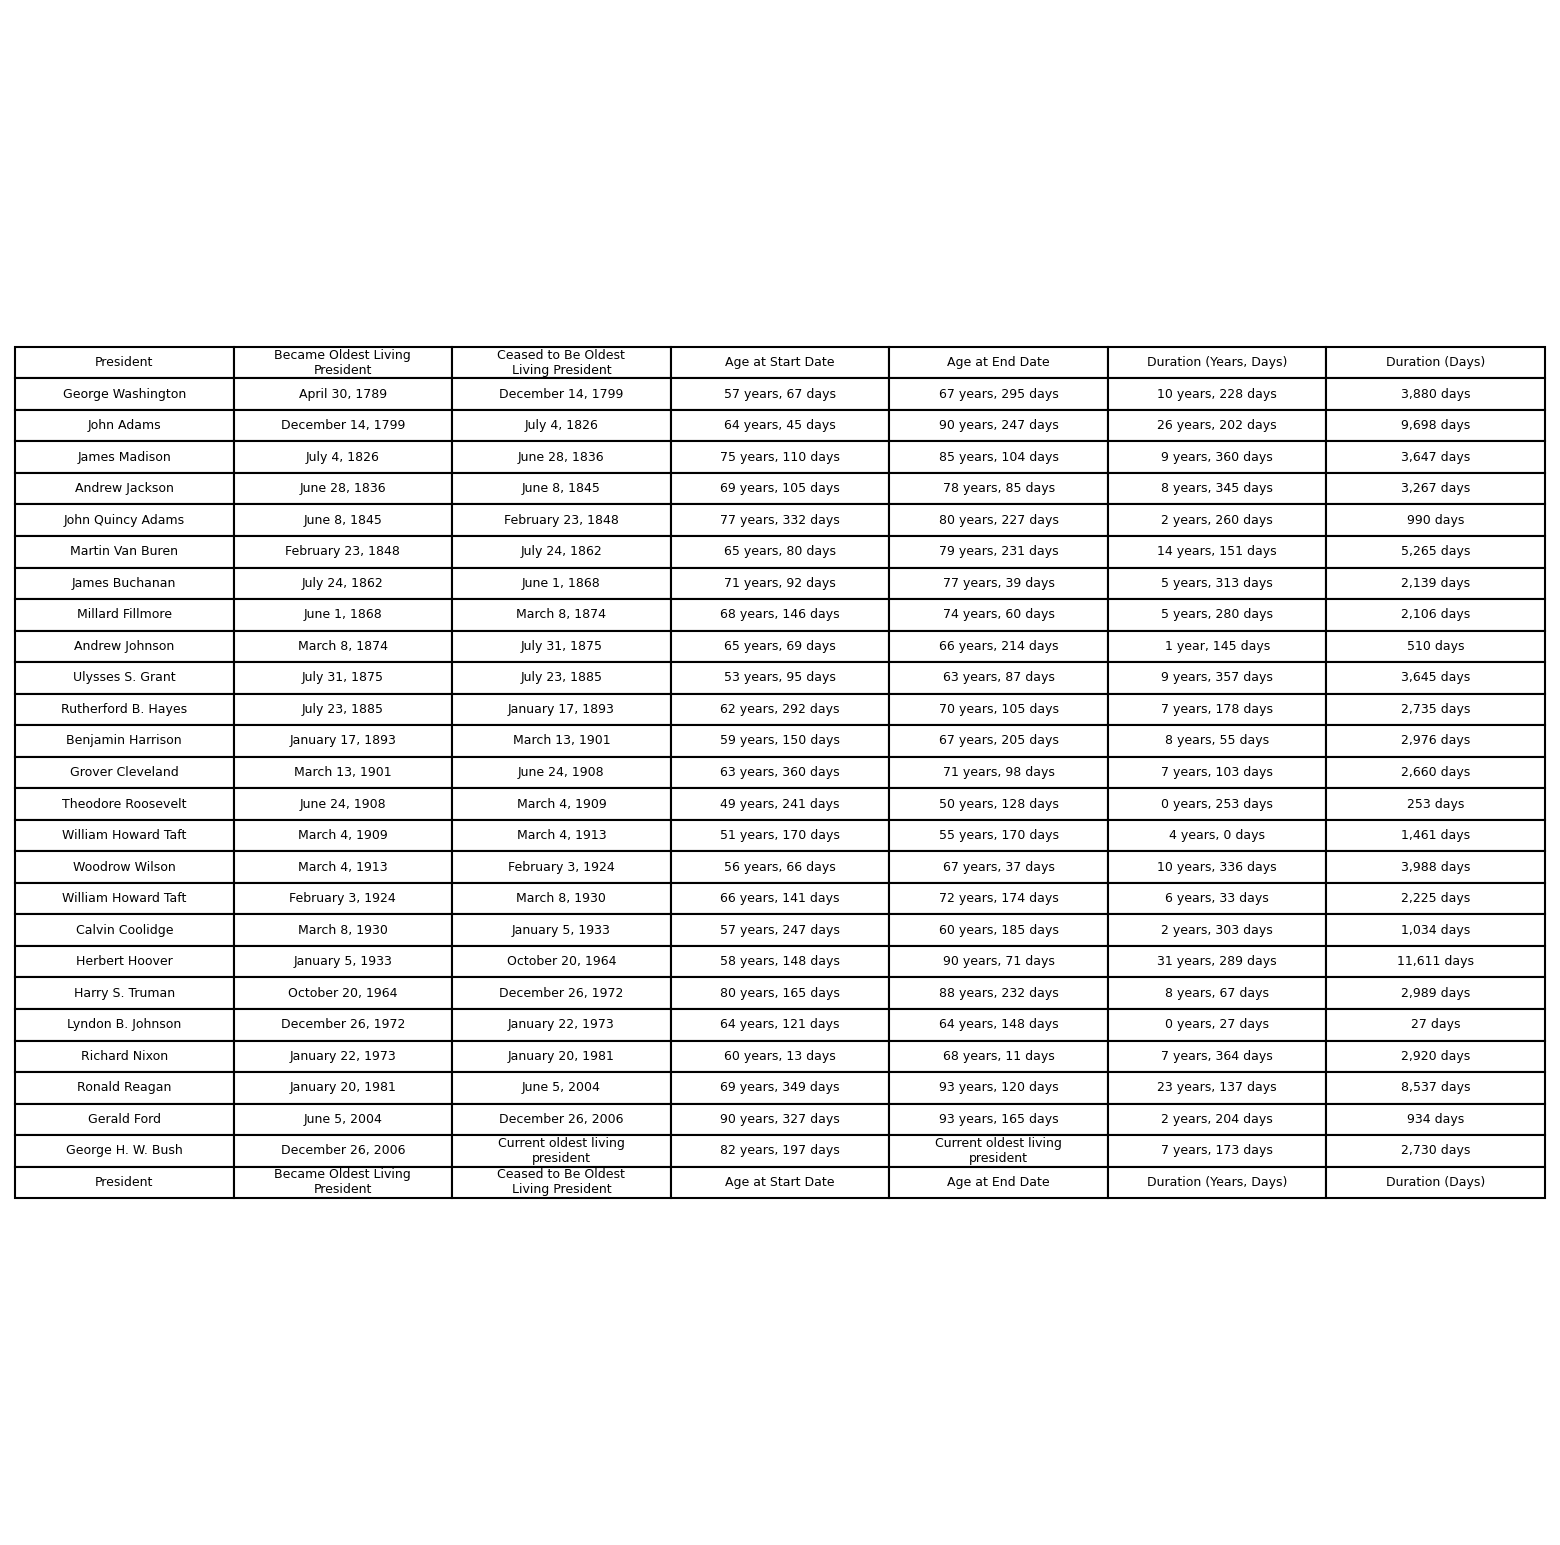 President	Became Oldest Living President	Ceased to Be Oldest Living President	Age at Start Date	Age at End Date	Duration (Years, Days)	Duration (Days)
George Washington	April 30, 1789	December 14, 1799	57 years, 67 days	67 years, 295 days	10 years, 228 days	3,880 days
John Adams	December 14, 1799	July 4, 1826	64 years, 45 days	90 years, 247 days	26 years, 202 days	9,698 days
James Madison	July 4, 1826	June 28, 1836	75 years, 110 days	85 years, 104 days	9 years, 360 days	3,647 days
Andrew Jackson	June 28, 1836	June 8, 1845	69 years, 105 days	78 years, 85 days	8 years, 345 days	3,267 days
John Quincy Adams	June 8, 1845	February 23, 1848	77 years, 332 days	80 years, 227 days	2 years, 260 days	990 days
Martin Van Buren	February 23, 1848	July 24, 1862	65 years, 80 days	79 years, 231 days	14 years, 151 days	5,265 days
James Buchanan	July 24, 1862	June 1, 1868	71 years, 92 days	77 years, 39 days	5 years, 313 days	2,139 days
Millard Fillmore	June 1, 1868	March 8, 1874	68 years, 146 days	74 years, 60 days	5 years, 280 days	2,106 days
Andrew Johnson	March 8, 1874	July 31, 1875	65 years, 69 days	66 years, 214 days	1 year, 145 days	510 days
Ulysses S. Grant	July 31, 1875	July 23, 1885	53 years, 95 days	63 years, 87 days	9 years, 357 days	3,645 days
Rutherford B. Hayes	July 23, 1885	January 17, 1893	62 years, 292 days	70 years, 105 days	7 years, 178 days	2,735 days
Benjamin Harrison	January 17, 1893	March 13, 1901	59 years, 150 days	67 years, 205 days	8 years, 55 days	2,976 days
Grover Cleveland	March 13, 1901	June 24, 1908	63 years, 360 days	71 years, 98 days	7 years, 103 days	2,660 days
Theodore Roosevelt	June 24, 1908	March 4, 1909	49 years, 241 days	50 years, 128 days	0 years, 253 days	253 days
William Howard Taft	March 4, 1909	March 4, 1913	51 years, 170 days	55 years, 170 days	4 years, 0 days	1,461 days
Woodrow Wilson	March 4, 1913	February 3, 1924	56 years, 66 days	67 years, 37 days	10 years, 336 days	3,988 days
William Howard Taft	February 3, 1924	March 8, 1930	66 years, 141 days	72 years, 174 days	6 years, 33 days	2,225 days
Calvin Coolidge	March 8, 1930	January 5, 1933	57 years, 247 days	60 years, 185 days	2 years, 303 days	1,034 days
Herbert Hoover	January 5, 1933	October 20, 1964	58 years, 148 days	90 years, 71 days	31 years, 289 days	11,611 days
Harry S. Truman	October 20, 1964	December 26, 1972	80 years, 165 days	88 years, 232 days	8 years, 67 days	2,989 days
Lyndon B. Johnson	December 26, 1972	January 22, 1973	64 years, 121 days	64 years, 148 days	0 years, 27 days	27 days
Richard Nixon	January 22, 1973	January 20, 1981	60 years, 13 days	68 years, 11 days	7 years, 364 days	2,920 days
Ronald Reagan	January 20, 1981	June 5, 2004	69 years, 349 days	93 years, 120 days	23 years, 137 days	8,537 days
Gerald Ford	June 5, 2004	December 26, 2006	90 years, 327 days	93 years, 165 days	2 years, 204 days	934 days
George H. W. Bush	December 26, 2006	Current oldest living president	82 years, 197 days	Current oldest living president	7 years, 173 days	2,730 days
President	Became Oldest Living President	Ceased to Be Oldest Living President	Age at Start Date	Age at End Date	Duration (Years, Days)	Duration (Days)